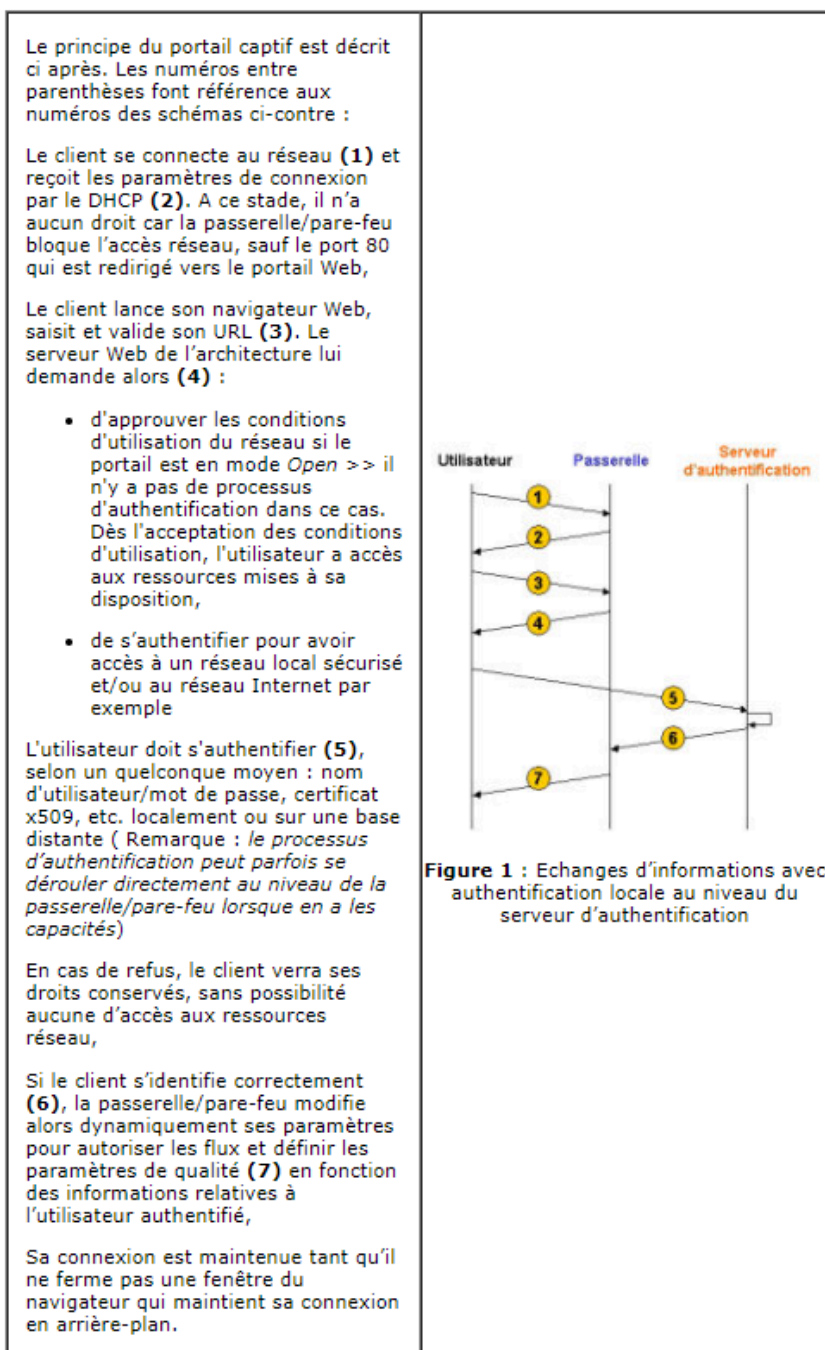 Le principe du portail captif est décrit
ci après. Les numéros entre
parenthèses font référence aux
numéros des schémas ci-contre :
Le client se connecte au réseau (1) et
reçoit les paramètres de connexion
par le DHCP (2). A ce stade, il n’a
aucun droit car la passerelle/pare-feu
bloque l’accès réseau, sauf le port 80
qui est redirigé vers le portail Web,
Le client lance son navigateur Web,
saisit et valide son URL (3). Le
serveur Web de l’architecture lui
demande alors (4) :
• d'approuver les conditions
d'utilisation du réseau si le
portail est en mode Open >> il
n'y a pas de processus
d'authentification dans ce cas.
Dès l'acceptation des conditions
d'utilisation, l'utilisateur a accès
aux ressources mises à sa
disposition,
• de s’authentifier pour avoir
accès à un réseau local sécurisé
et/ou au réseau Internet par
exemple
L'utilisateur doit s'authentifier (5),
selon un quelconque moyen : nom
d'utilisateur/mot de passe, certificat
x509, etc. localement ou sur une base
distante ( Remarque : le processus
d’authentification peut parfois se
dérouler directement au niveau de la
passerelle/pare-feu lorsque en a les
capacités)
En cas de refus, le client verra ses
droits conservés, sans possibilité
aucune d’accès aux ressources
réseau,
Si le client s’identifie correctement
(6), la passerelle/pare-feu modifie
alors dynamiquement ses paramètres
pour autoriser les flux et définir les
paramètres de qualité (7) en fonction
des informations relatives à
l’utilisateur authentifié,
Sa connexion est maintenue tant qu’il
ne ferme pas une fenêtre du
navigateur qui maintient sa connexion
en arrière-plan.
Utilisateur
Passerelle
Serveur
d'authentification
1
2
3
4
5
6
7
Figure 1 : Echanges d’informations avec
authentification locale au niveau du
serveur d’authentification